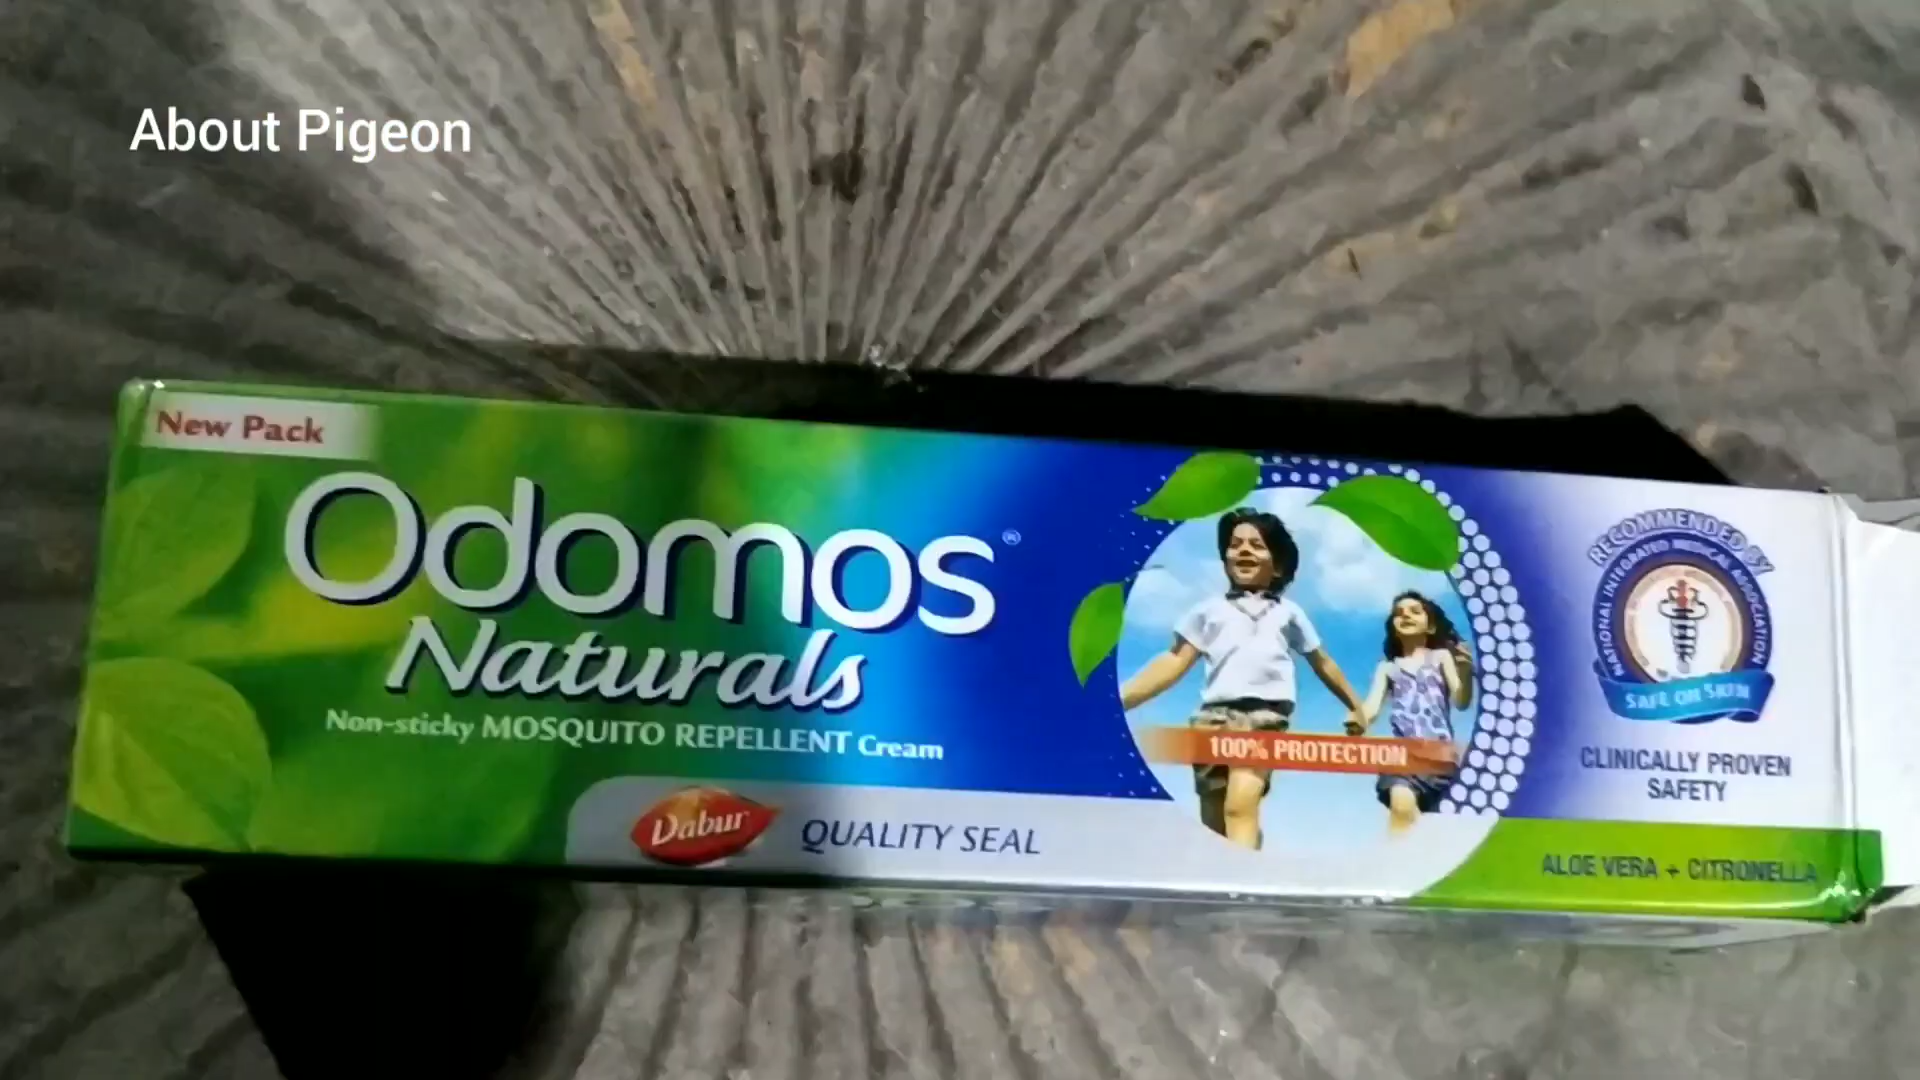 About Pigeon
New Pack
Odomos®
Naturals
Non-sticky MOSQUITO REPELLENT Cream
Dabur QUALITY SEAL
100% PROTECTION
RECOMMENDED BY
NATIONAL INTEGRATED MEDICAL ASSOCIATION
SAFE ON SKIN
CLINICALLY PROVEN
SAFETY
ALOE VERA + CITRONELLA